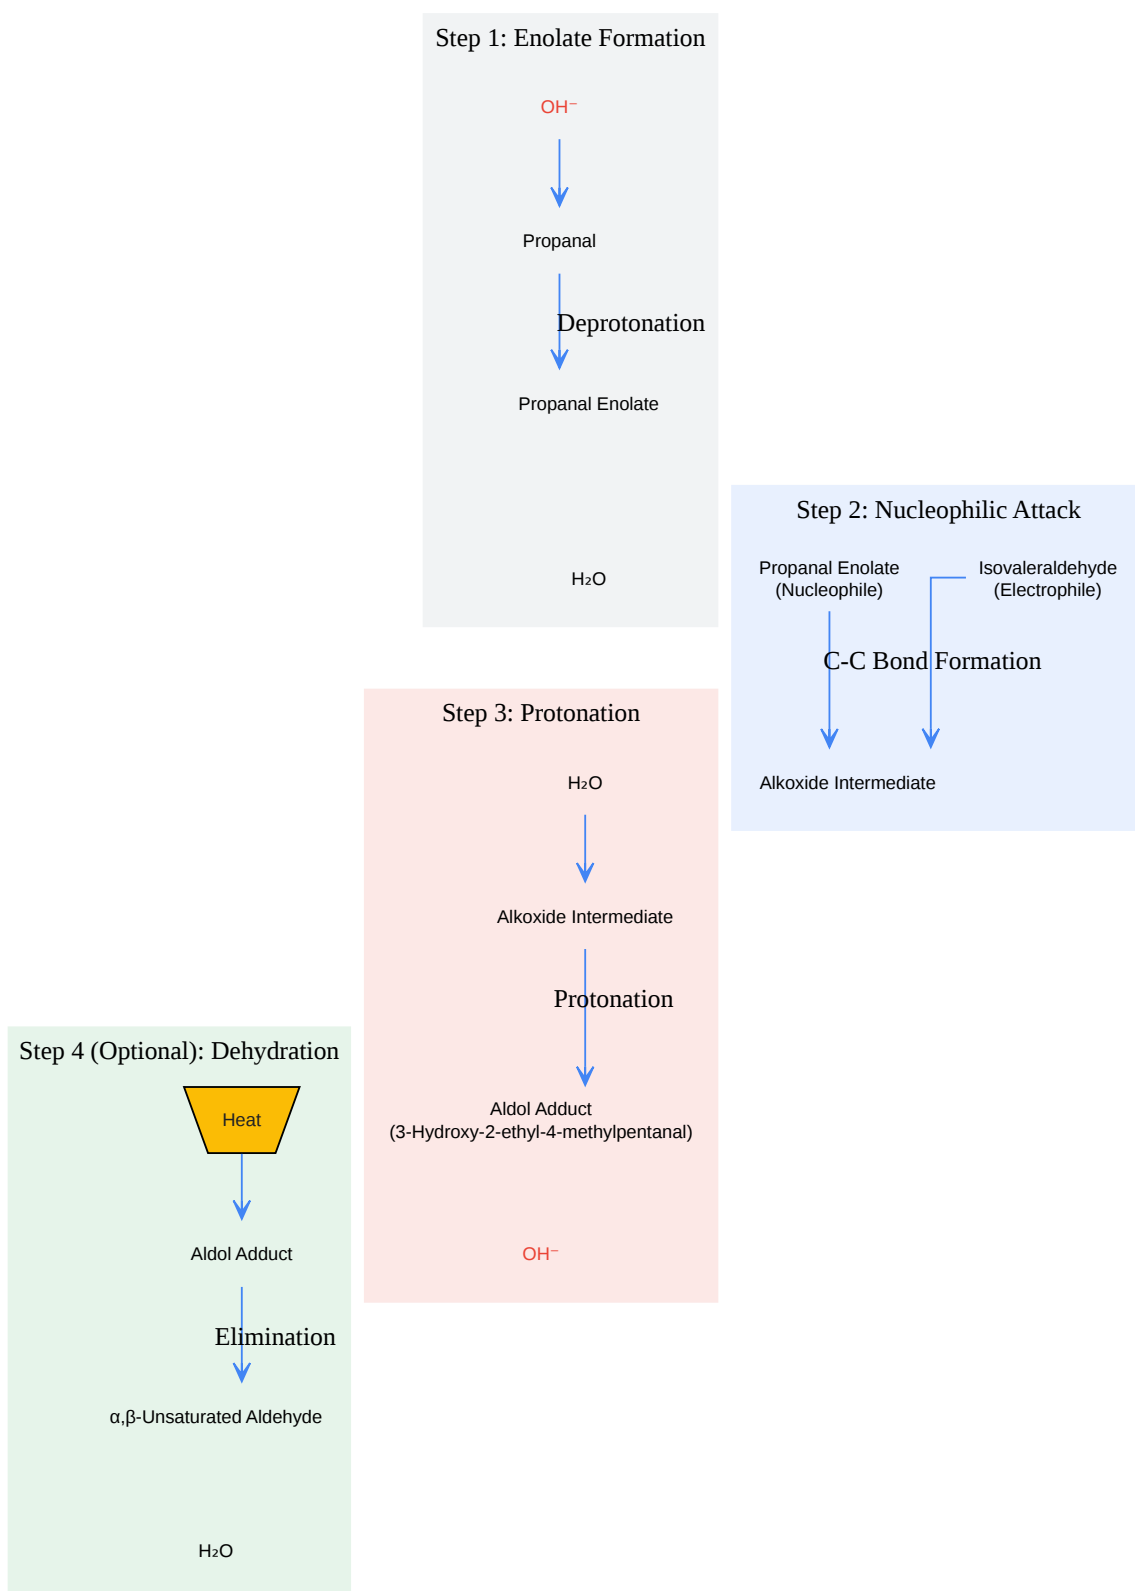 Step 1: Enolate Formation
OH⁻
Propanal
Deprotonation
Propanal Enolate
H₂O
Step 2: Nucleophilic Attack
Propanal Enolate
(Nucleophile)
Isovaleraldehyde
(Electrophile)
C-C Bond Formation
Alkoxide Intermediate
Step 3: Protonation
H₂O
Alkoxide Intermediate
Protonation
Aldol Adduct
(3-Hydroxy-2-ethyl-4-methylpentanal)
OH⁻
Step 4 (Optional): Dehydration
Heat
Aldol Adduct
Elimination
α,β-Unsaturated Aldehyde
H₂O